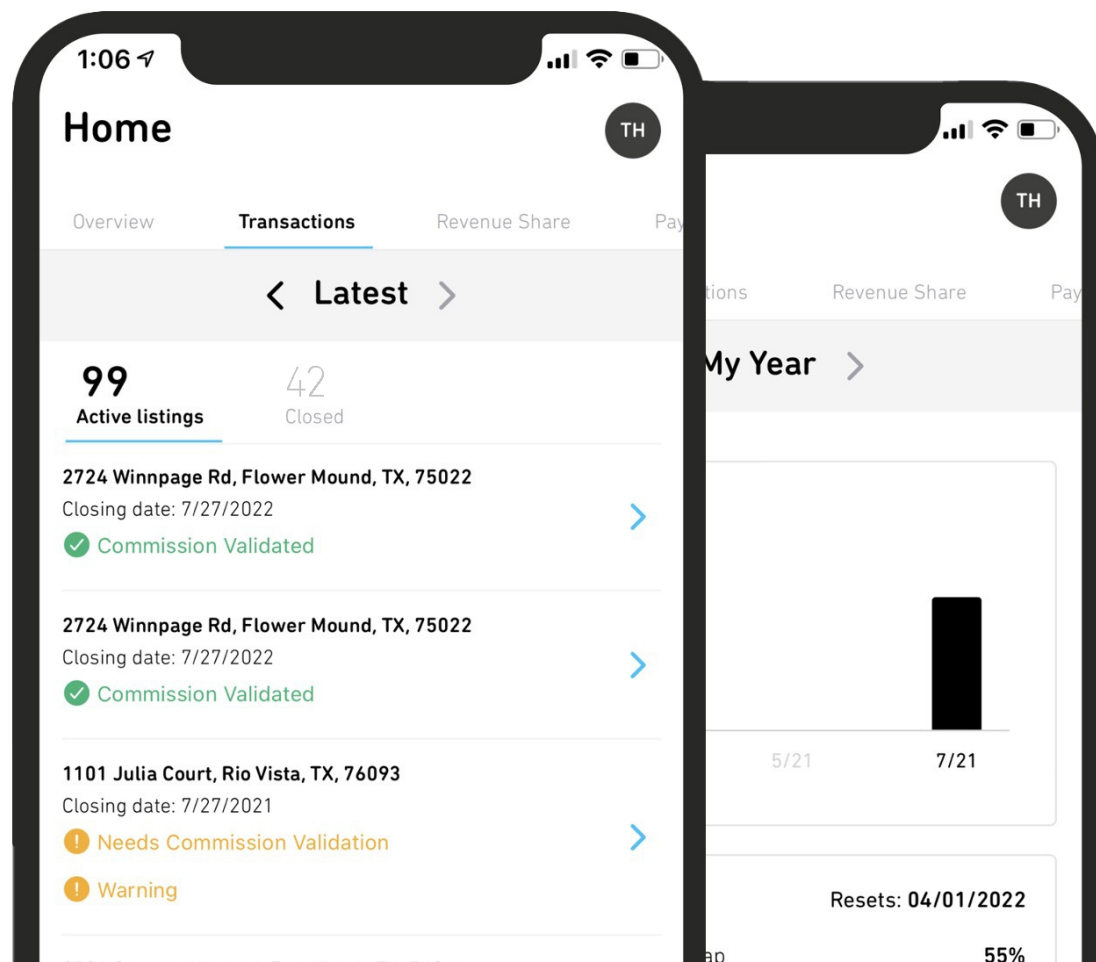 1:06
Home
TH
Overview Transactions Revenue Share Pay
Latest
99 42
Active listings Closed
2724 Winnpage Rd, Flower Mound, TX, 75022
Closing date: 7/27/2022
Commission Validated
2724 Winnpage Rd, Flower Mound, TX, 75022
Closing date: 7/27/2022
Commission Validated
1101 Julia Court, Rio Vista, TX, 76093
Closing date: 7/27/2021
! Needs Commission Validation
! Warning
TH
tions Revenue Share Pay
My Year
5/21 7/21
Resets: 04/01/2022
ap 55%